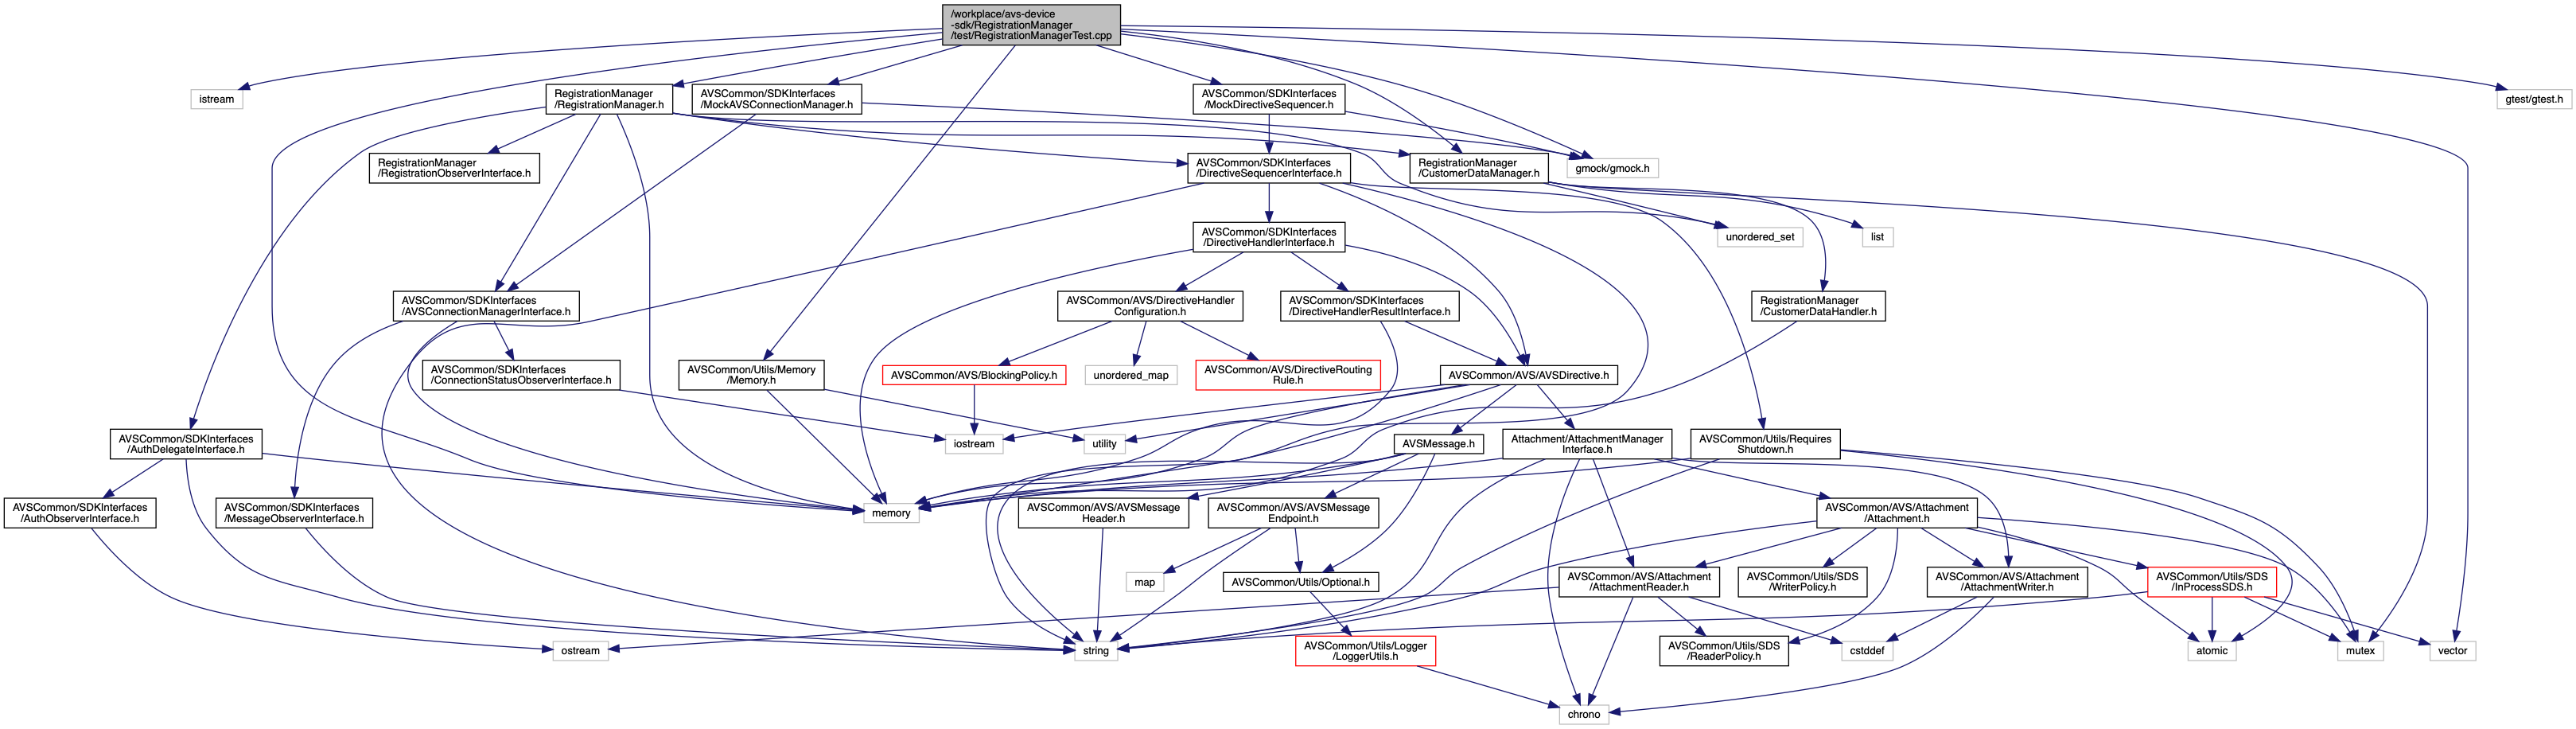 /workplace/avs-device
-sdk/RegistrationManager
/test/RegistrationManagerTest.cpp
istream
RegistrationManager
/RegistrationManager.h
AVSCommon/SDKInterfaces
/MockAVSConnectionManager.h
AVSCommon/SDKInterfaces
/MockDirectiveSequencer.h
gtest/gtest.h
RegistrationManager
/RegistrationObserverInterface.h
AVSCommon/SDKInterfaces
/DirectiveSequencerInterface.h
RegistrationManager
/CustomerDataManager.h
gmock/gmock.h
AVSCommon/SDKInterfaces
/DirectiveHandlerInterface.h
unordered_set
list
AVSCommon/SDKInterfaces
/AVSConnectionManagerInterface.h
AVSCommon/AVS/DirectiveHandler
Configuration.h
AVSCommon/SDKInterfaces
/DirectiveHandlerResultInterface.h
RegistrationManager
/CustomerDataHandler.h
AVSCommon/SDKInterfaces
/ConnectionStatusObserverInterface.h
AVSCommon/Utils/Memory
/Memory.h
AVSCommon/AVS/BlockingPolicy.h
unordered_map
AVSCommon/AVS/DirectiveRouting
Rule.h
AVSCommon/AVS/AVSDirective.h
AVSCommon/SDKInterfaces
/AuthDelegateInterface.h
iostream
utility
AVSMessage.h
Attachment/AttachmentManager
Interface.h
AVSCommon/Utils/Requires
Shutdown.h
AVSCommon/SDKInterfaces
/AuthObserverInterface.h
AVSCommon/SDKInterfaces
/MessageObserverInterface.h
memory
AVSCommon/AVS/AVSMessage
Header.h
AVSCommon/AVS/AVSMessage
Endpoint.h
AVSCommon/AVS/Attachment
/Attachment.h
map
AVSCommon/Utils/Optional.h
AVSCommon/AVS/Attachment
/AttachmentReader.h
AVSCommon/Utils/SDS
/WriterPolicy.h
AVSCommon/AVS/Attachment
/AttachmentWriter.h
AVSCommon/Utils/SDS
/InProcessSDS.h
ostream
string
AVSCommon/Utils/Logger
/LoggerUtils.h
AVSCommon/Utils/SDS
/ReaderPolicy.h
cstddef
atomic
mutex
vector
chrono